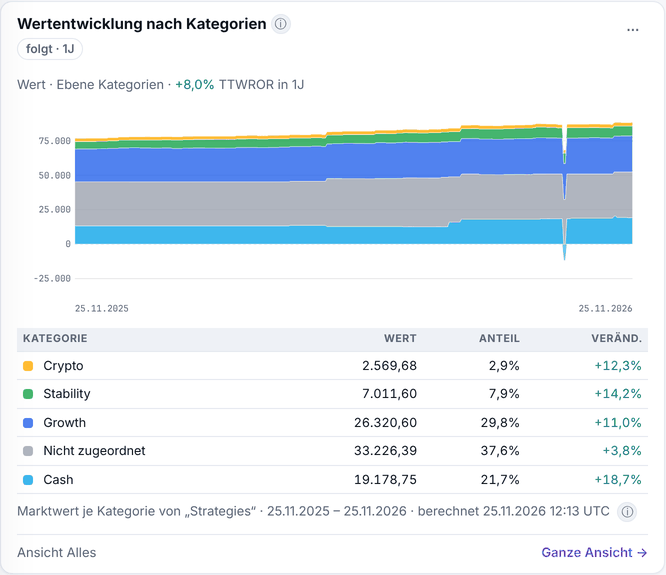 Wertentwicklung nach Kategorien ⓘ
...
folgt · 1J
Wert · Ebene Kategorien · +8,0% TTWROR in 1J
75.000
50.000
25.000
0
-25.000
25.11.2025 25.11.2026
KATEGORIE WERT ANTEIL VERÄND.
Crypto 2.569,68 2,9% +12,3%
Stability 7.011,60 7,9% +14,2%
Growth 26.320,60 29,8% +11,0%
Nicht zugeordnet 33.226,39 37,6% +3,8%
Cash 19.178,75 21,7% +18,7%
Marktwert je Kategorie von „Strategies“ · 25.11.2025 – 25.11.2026 · berechnet 25.11.2026 12:13 UTC ⓘ
Ansicht Alles Ganze Ansicht →